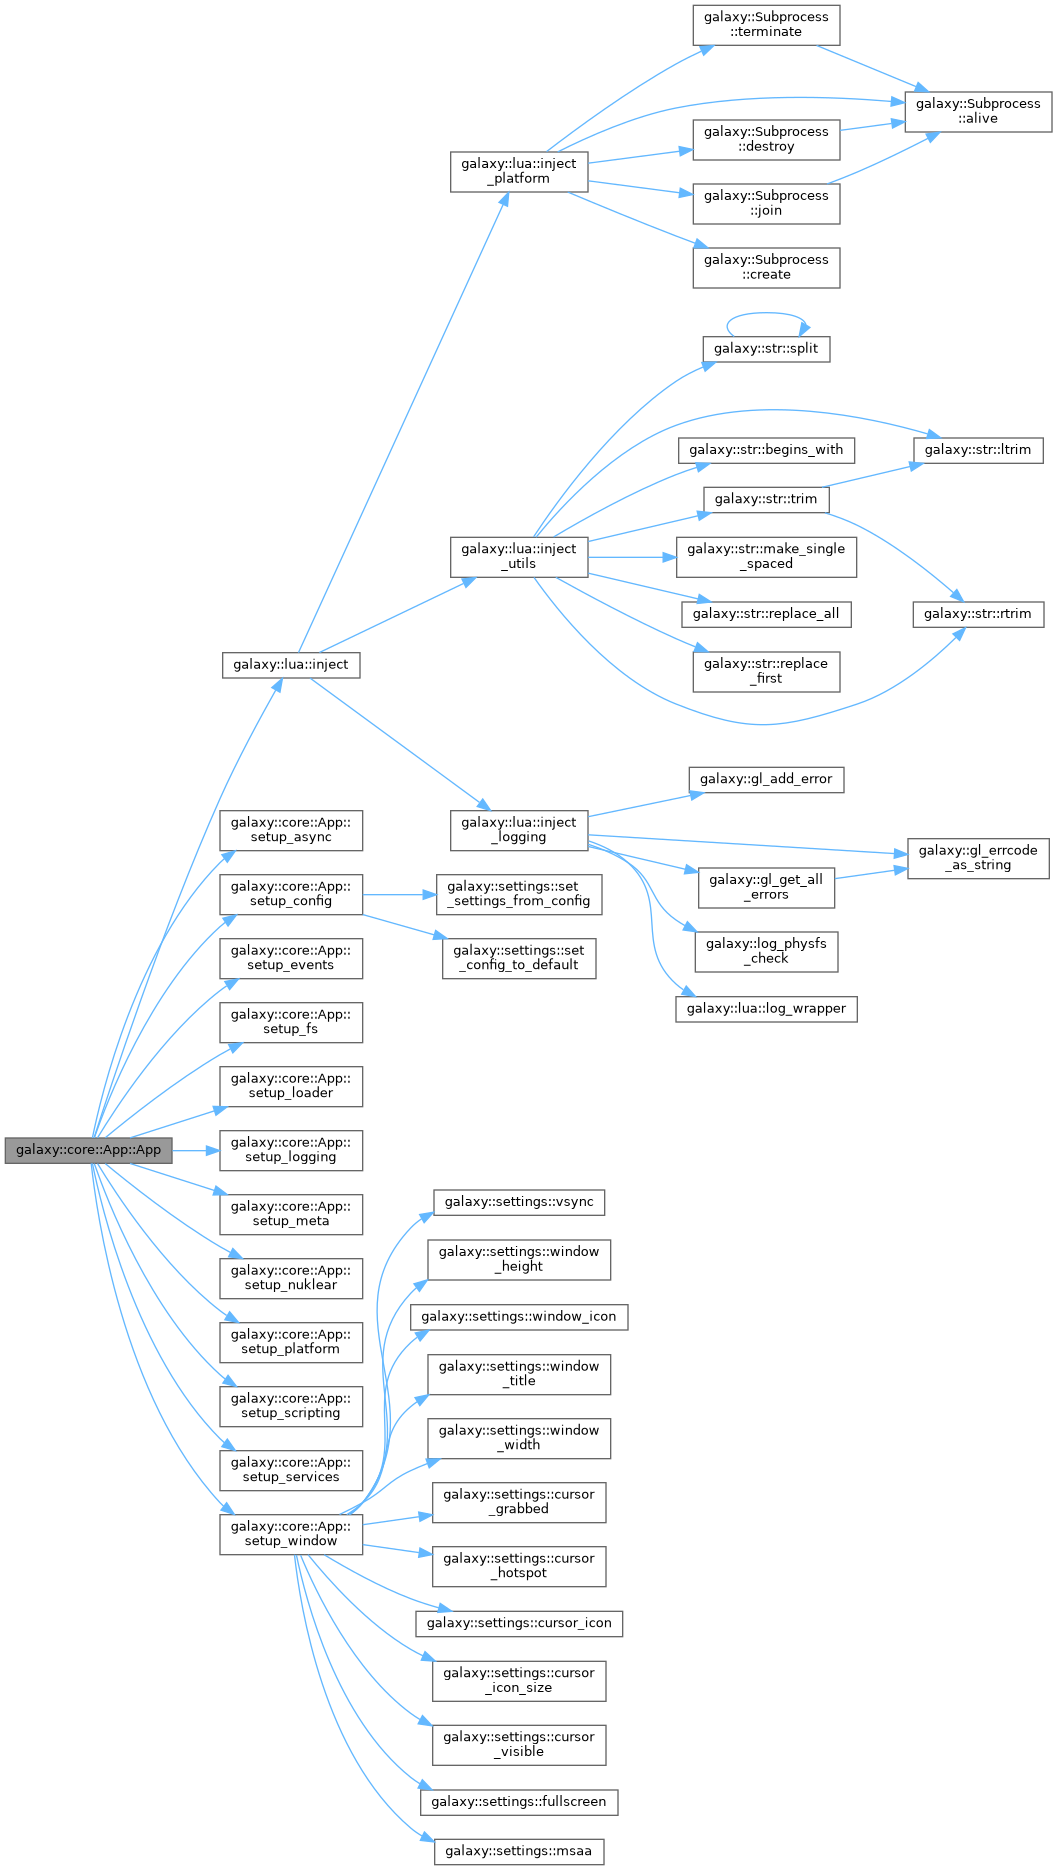 galaxy::Subprocess
::terminate
galaxy::Subprocess
::alive
galaxy::Subprocess
::destroy
galaxy::lua::inject
_platform
galaxy::Subprocess
::join
galaxy::Subprocess
::create
galaxy::str::split
galaxy::str::begins_with
galaxy::str::ltrim
galaxy::str::trim
galaxy::lua::inject
_utils
galaxy::str::make_single
_spaced
galaxy::str::replace_all
galaxy::str::rtrim
galaxy::str::replace
_first
galaxy::lua::inject
galaxy::gl_add_error
galaxy::lua::inject
_logging
galaxy::core::App::
setup_async
galaxy::gl_errcode
_as_string
galaxy::gl_get_all
_errors
galaxy::core::App::
setup_config
galaxy::settings::set
_settings_from_config
galaxy::log_physfs
_check
galaxy::core::App::
setup_events
galaxy::settings::set
_config_to_default
galaxy::lua::log_wrapper
galaxy::core::App::
setup_fs
galaxy::core::App::
setup_loader
galaxy::core::App::App
galaxy::core::App::
setup_logging
galaxy::core::App::
setup_meta
galaxy::settings::vsync
galaxy::settings::window
_height
galaxy::core::App::
setup_nuklear
galaxy::settings::window_icon
galaxy::core::App::
setup_platform
galaxy::settings::window
_title
galaxy::core::App::
setup_scripting
galaxy::settings::window
_width
galaxy::core::App::
setup_services
galaxy::settings::cursor
_grabbed
galaxy::core::App::
setup_window
galaxy::settings::cursor
_hotspot
galaxy::settings::cursor_icon
galaxy::settings::cursor
_icon_size
galaxy::settings::cursor
_visible
galaxy::settings::fullscreen
galaxy::settings::msaa